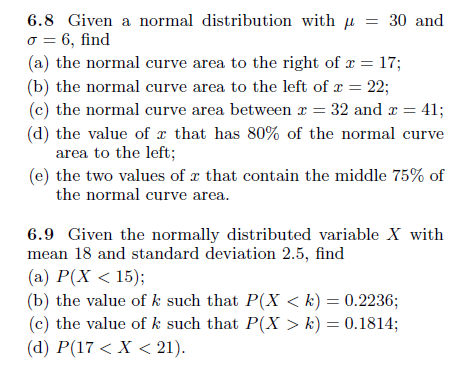 6.8 Given a normal distribution with μ = 30 and
σ = 6, find
(a) the normal curve area to the right of x = 17;
(b) the normal curve area to the left of x = 22;
(c) the normal curve area between x = 32 and x = 41;
(d) the value of x that has 80% of the normal curve
area to the left;
(e) the two values of x that contain the middle 75% of
the normal curve area.
6.9 Given the normally distributed variable X with
mean 18 and standard deviation 2.5, find
(a) P(X < 15);
(b) the value of k such that P(X < k) = 0.2236;
(c) the value of k such that P(X > k) = 0.1814;
(d) P(17 < X < 21).